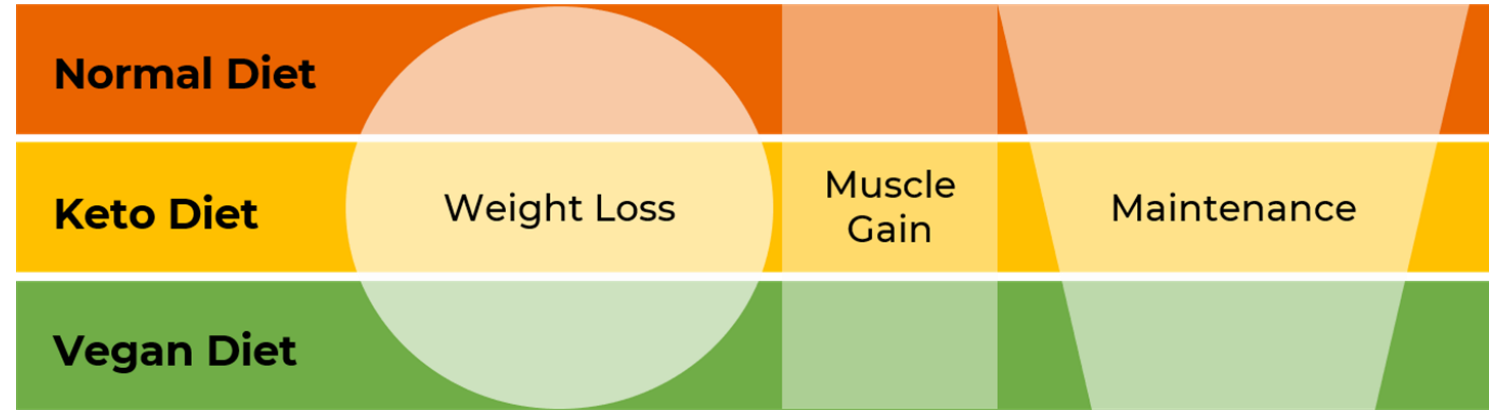 Normal Diet
Keto Diet
Weight Loss
Muscle
Gain
Maintenance
Vegan Diet